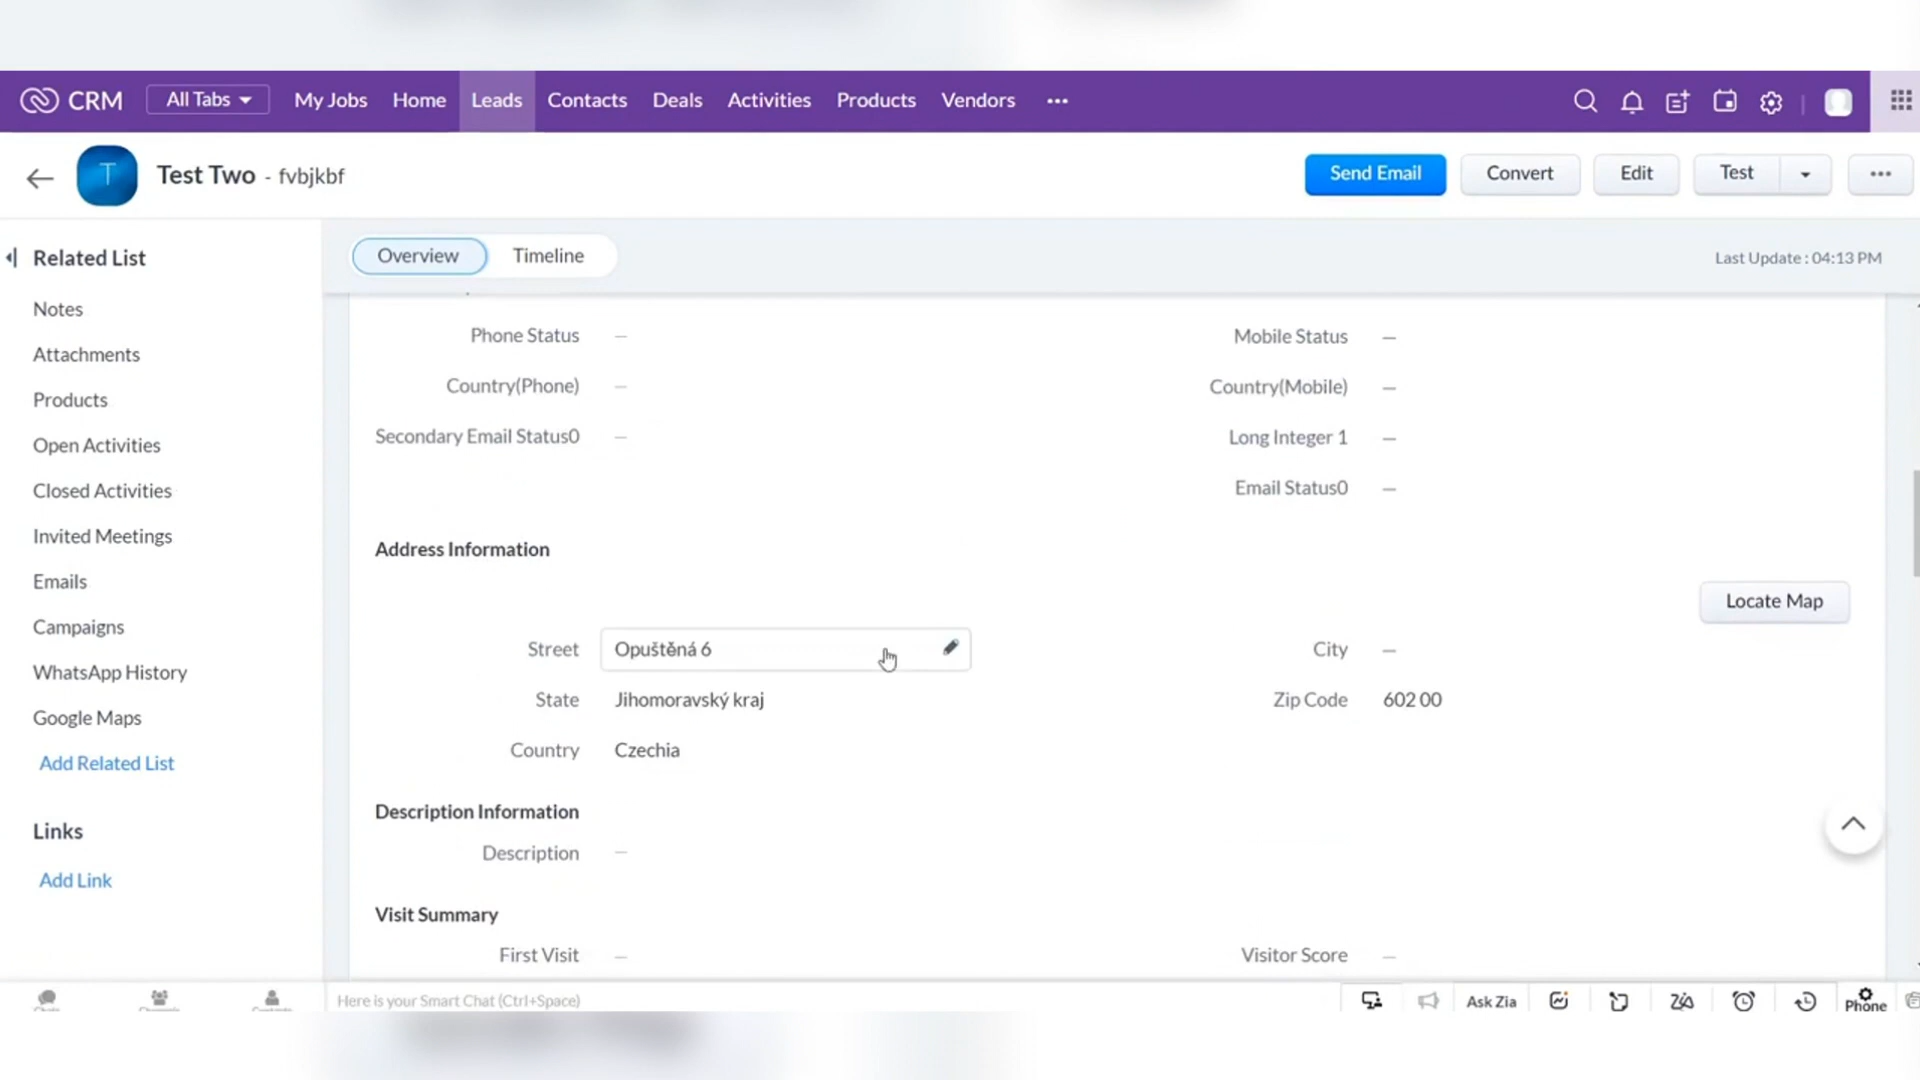 CRM All Tabs My Jobs Home Leads Contacts Deals Activities Products Vendors
T Test Two - fvbjkbf Send Email Convert Edit Test
Related List
Notes
Attachments
Products
Open Activities
Closed Activities
Invited Meetings
Emails
Campaigns
WhatsApp History
Google Maps
Add Related List
Links
Add Link
Overview Timeline Last Update : 04:13 PM
Phone Status — Mobile Status —
Country(Phone) — Country(Mobile) —
Secondary Email Status0 — Long Integer 1 —
Email Status0 —
Address Information
Locate Map
Street Opuštěná 6 City —
State Jihomoravský kraj Zip Code 602 00
Country Czechia
Description Information
Description —
Visit Summary
First Visit — Visitor Score —
Here is your Smart Chat (Ctrl+Space) Ask Zia Phone